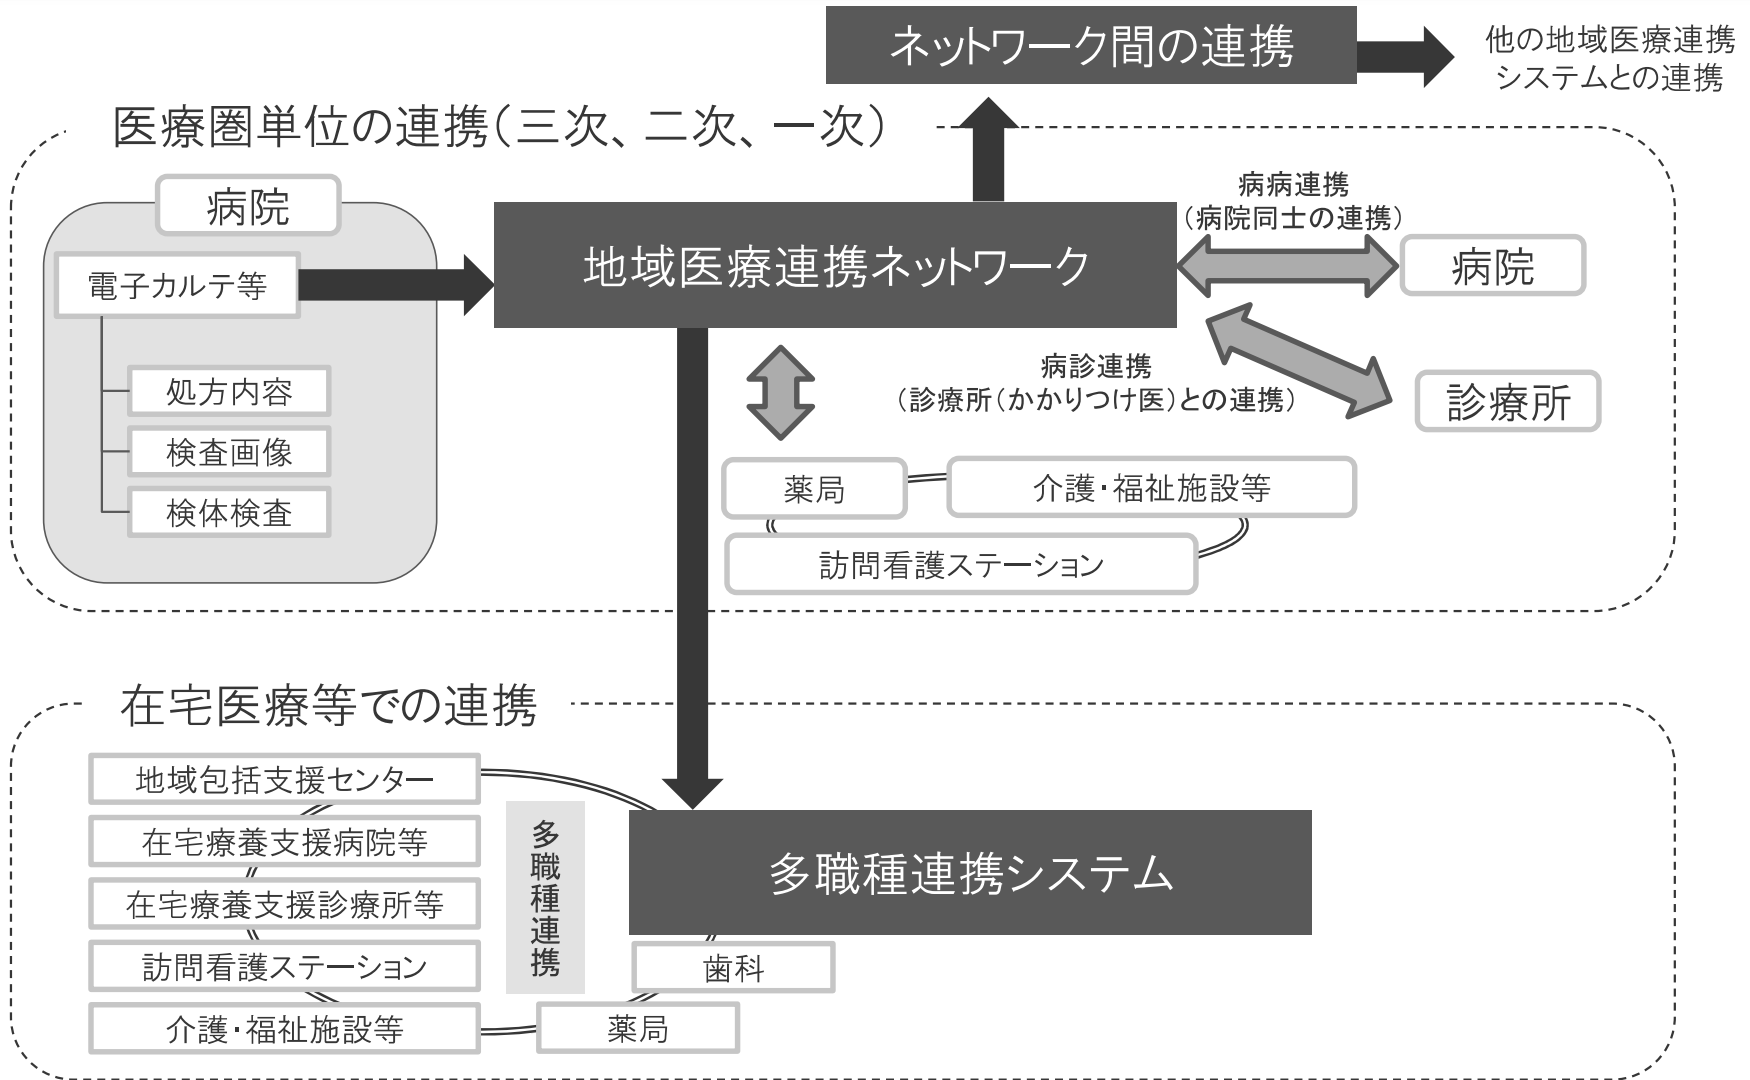 ネットワーク間の連携
他の地域医療連携
システムとの連携
医療圏単位の連携（三次、二次、一次）
病院
電子カルテ等
処方内容
検査画像
検体検査
地域医療連携ネットワーク
病病連携
（病院同士の連携）
病院
病診連携
（診療所（かかりつけ医）との連携）
診療所
薬局
介護・福祉施設等
訪問看護ステーション
在宅医療等での連携
地域包括支援センター
在宅療養支援病院等
在宅療養支援診療所等
訪問看護ステーション
介護・福祉施設等
多職種連携
多職種連携システム
歯科
薬局